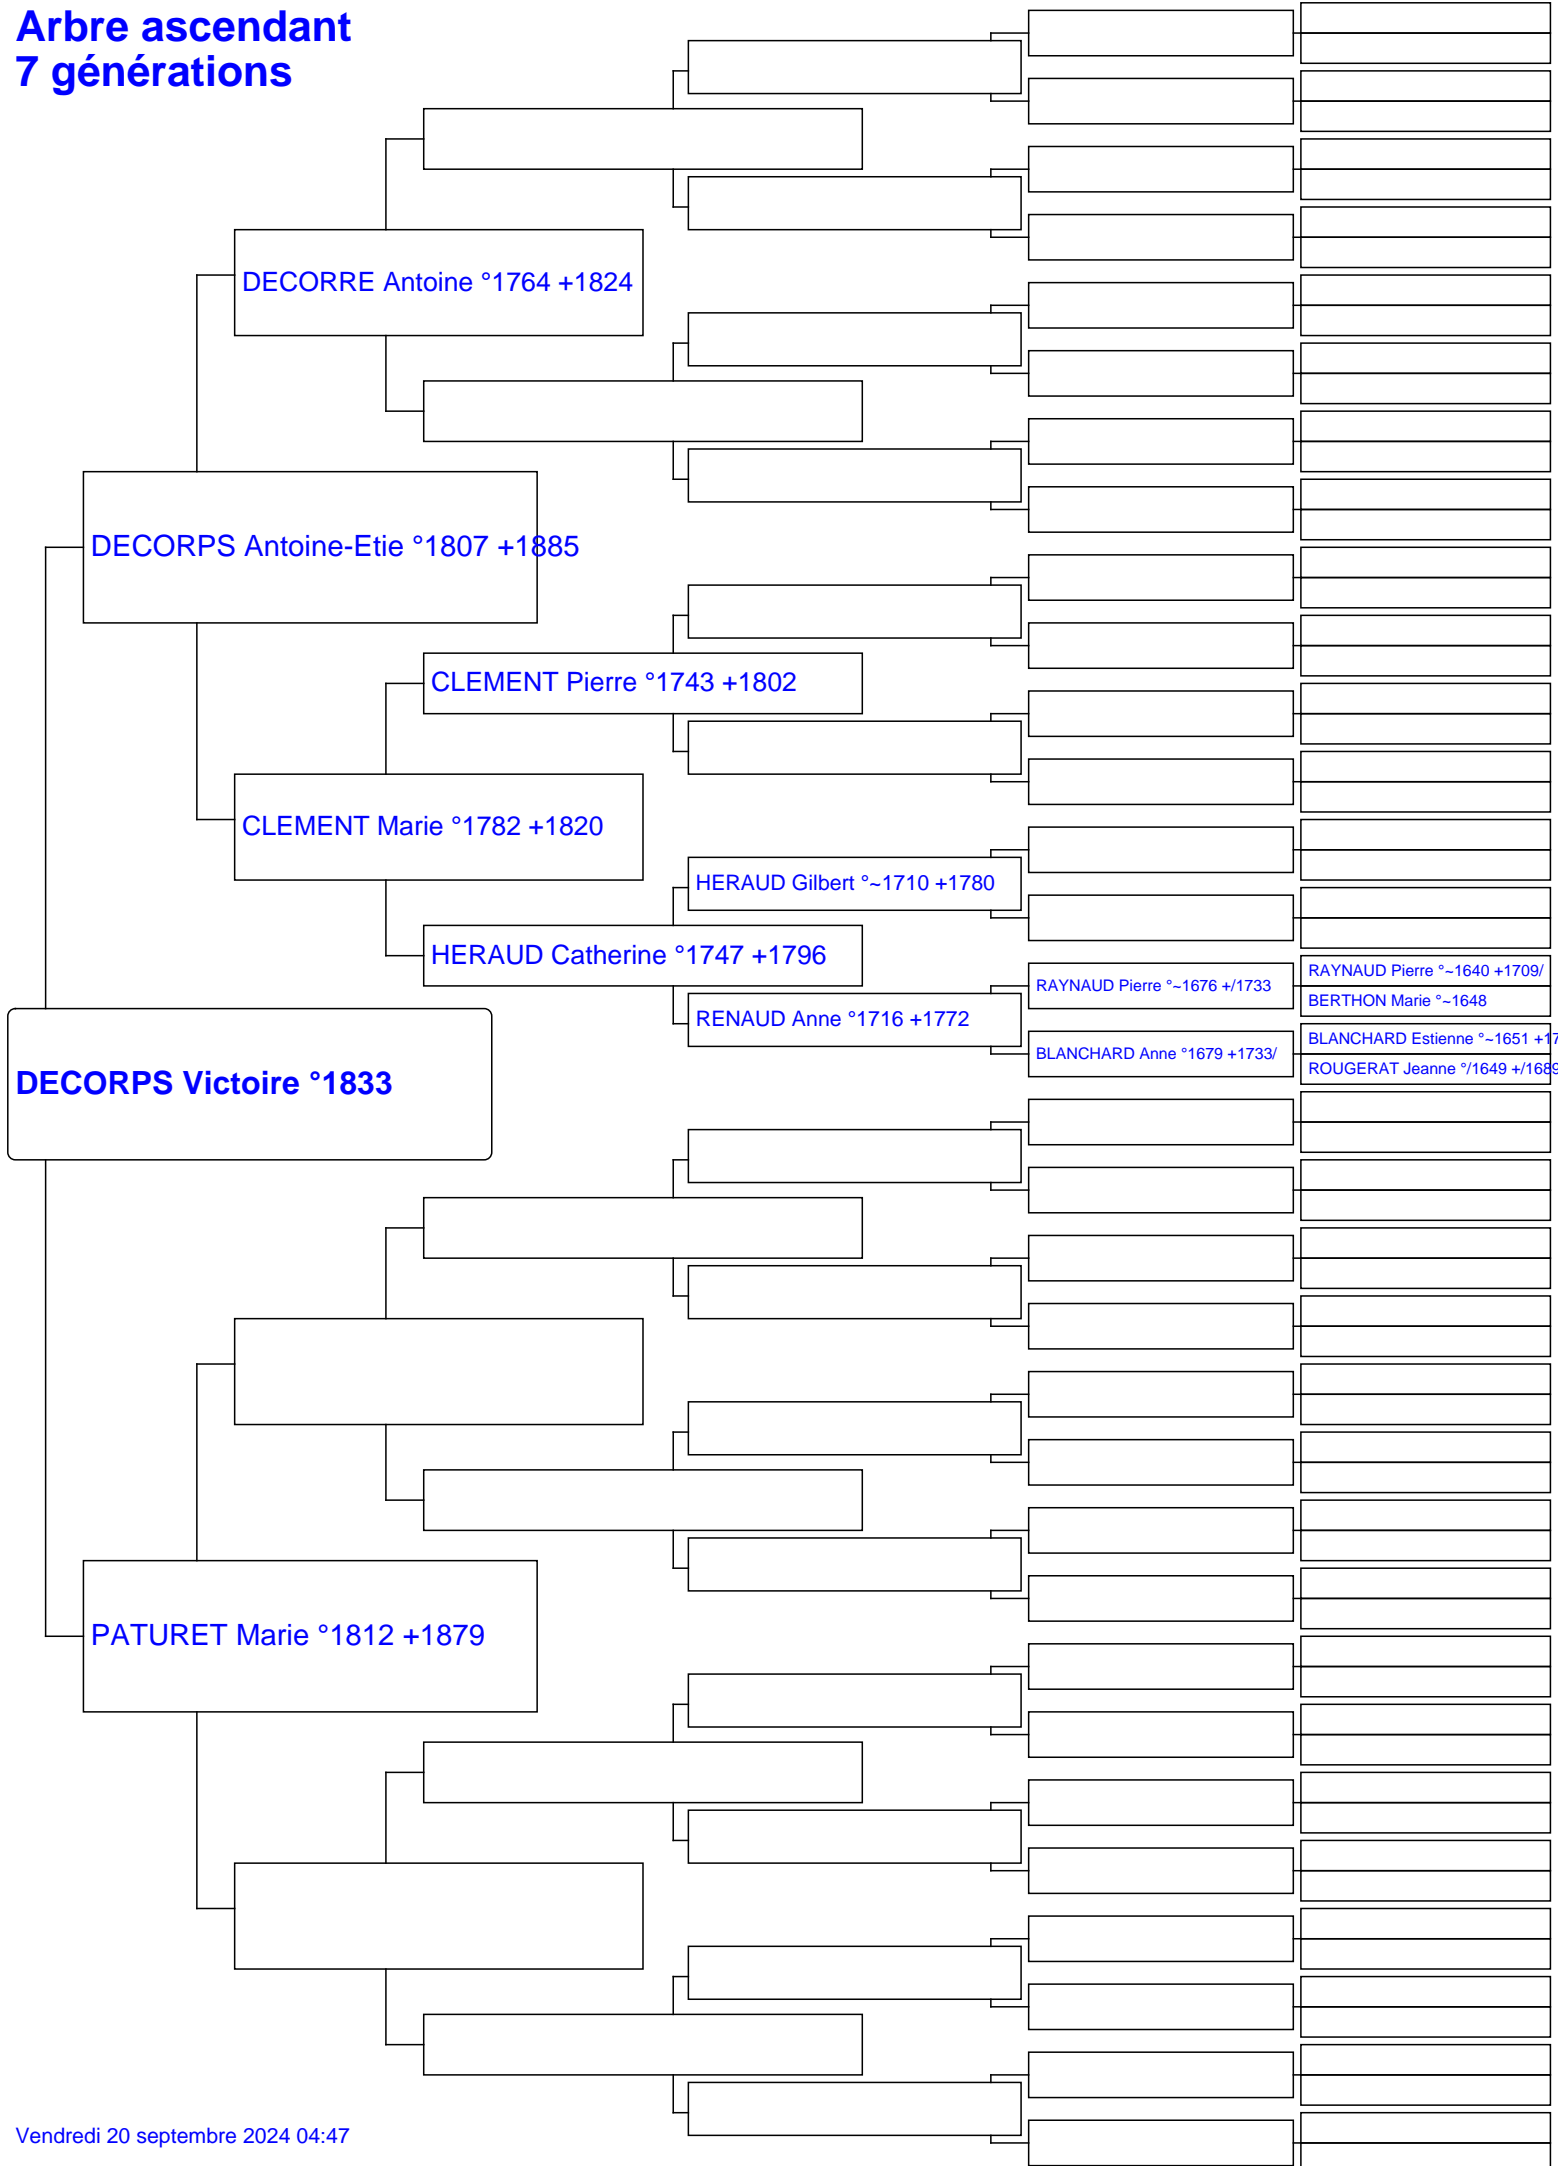 Arbre ascendant
7 générations
DECORRE Antoine °1764 +1824
DECORPS Antoine-Etie °1807 +1885
CLEMENT Pierre °1743 +1802
CLEMENT Marie °1782 +1820
HERAUD Gilbert °~1710 +1780
HERAUD Catherine °1747 +1796
RAYNAUD Pierre °~1640 +1709/
RAYNAUD Pierre °~1676 +/1733
BERTHON Marie °~1648
RENAUD Anne °1716 +1772
BLANCHARD Estienne °~1651 +17
BLANCHARD Anne °1679 +1733/
ROUGERAT Jeanne °/1649 +/1689
DECORPS Victoire °1833
PATURET Marie °1812 +1879
Vendredi 20 septembre 2024 04:47